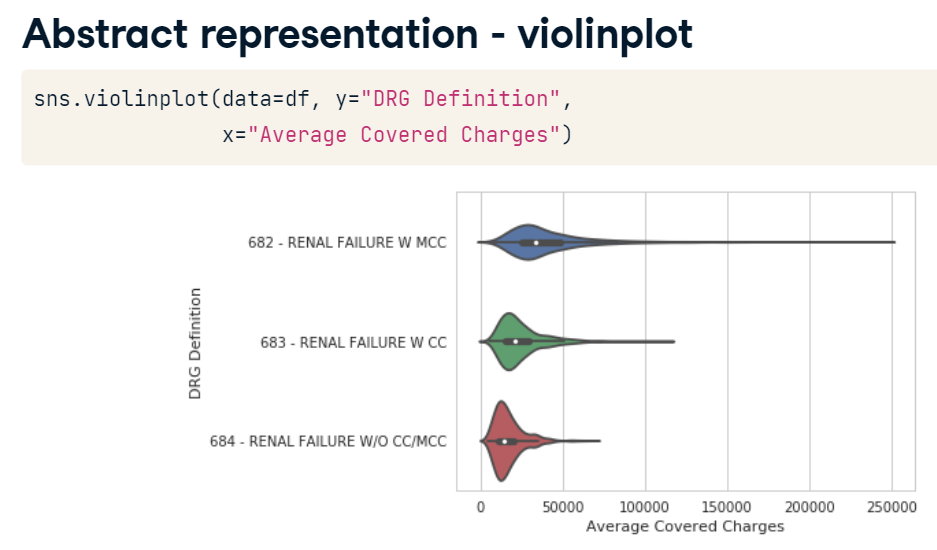 Abstract representation - violinplot
sns.violinplot(data=df, y="DRG Definition",
x="Average Covered Charges")
682 - RENAL FAILURE W MCC
683 - RENAL FAILURE W CC
684 - RENAL FAILURE W/O CC/MCC
DRG Definition
0 50000 100000 150000 200000 250000
Average Covered Charges